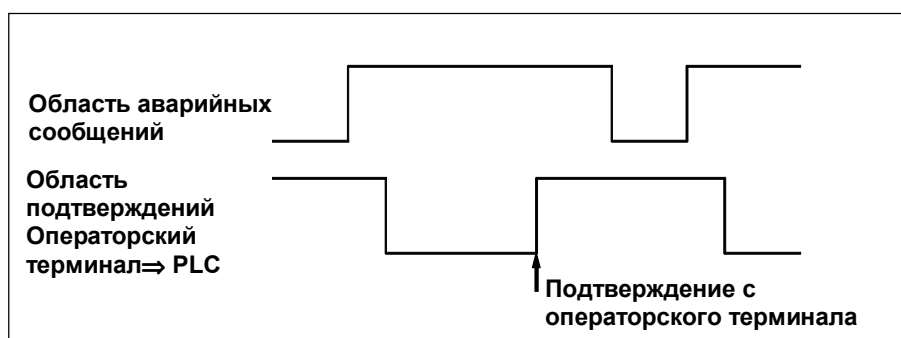 Область аварийных
сообщений
Область
подтверждений
Операторский
терминал⇒ PLC
Подтверждение с
операторского терминала